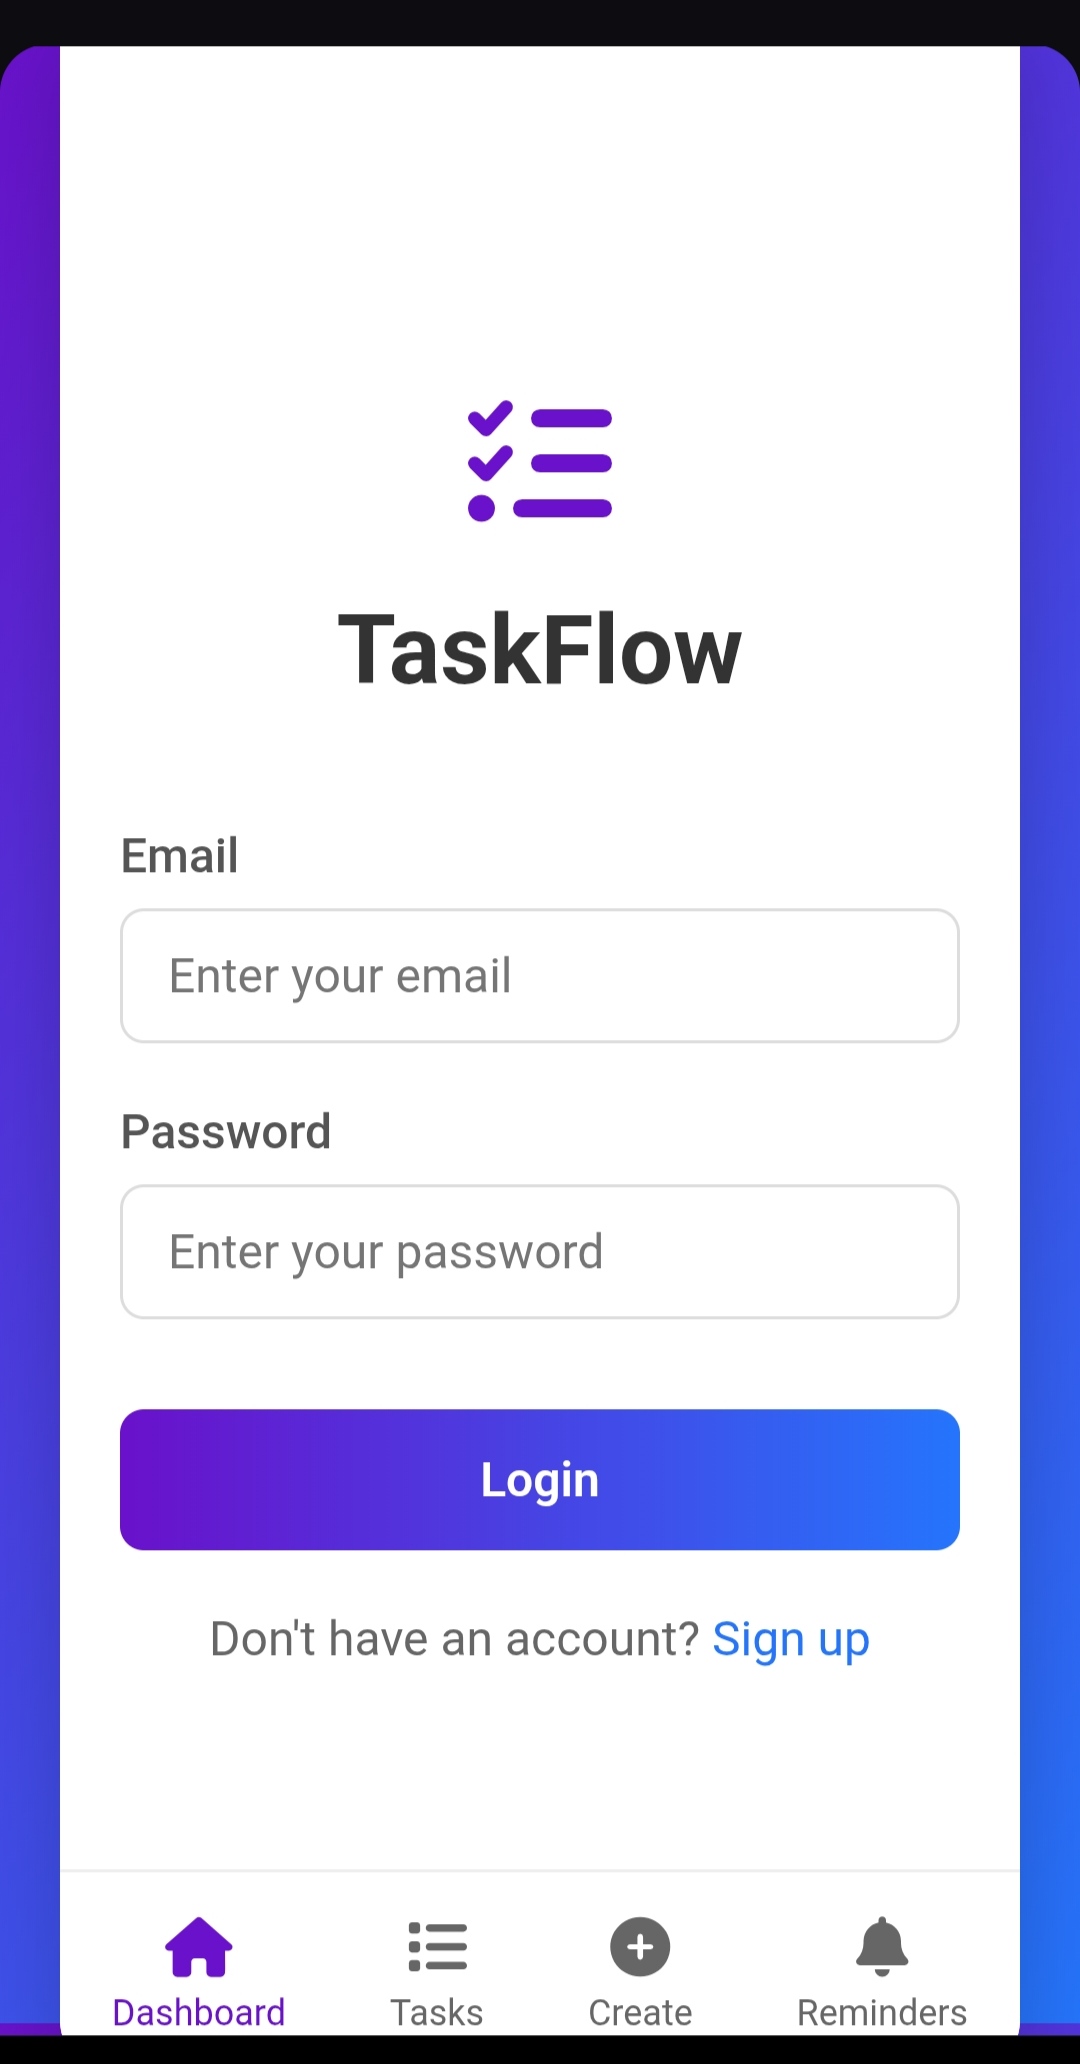 TaskFlow
Email
Enter your email
Password
Enter your password
Login
Don't have an account? Sign up
Dashboard Tasks Create Reminders